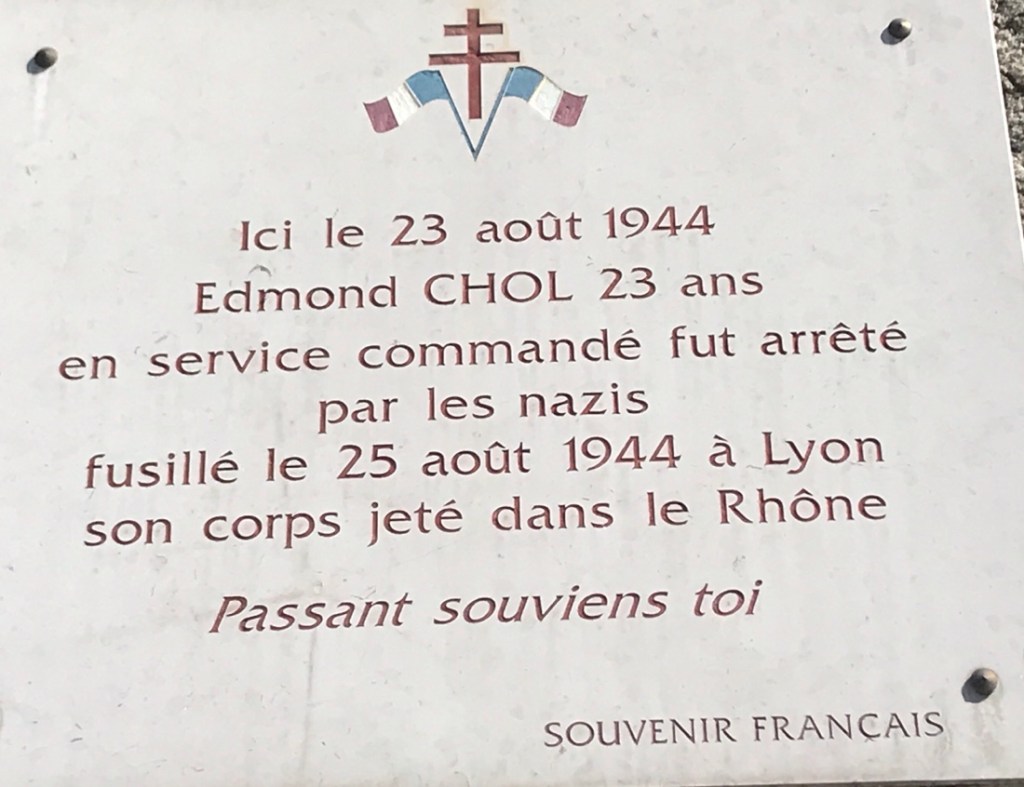 Ici le 23 août 1944
Edmond CHOL 23 ans
en service commandé fut arrêté
par les nazis
fusillé le 25 août 1944 à Lyon
son corps jeté dans le Rhône
Passant souviens toi
SOUVENIR FRANÇAIS